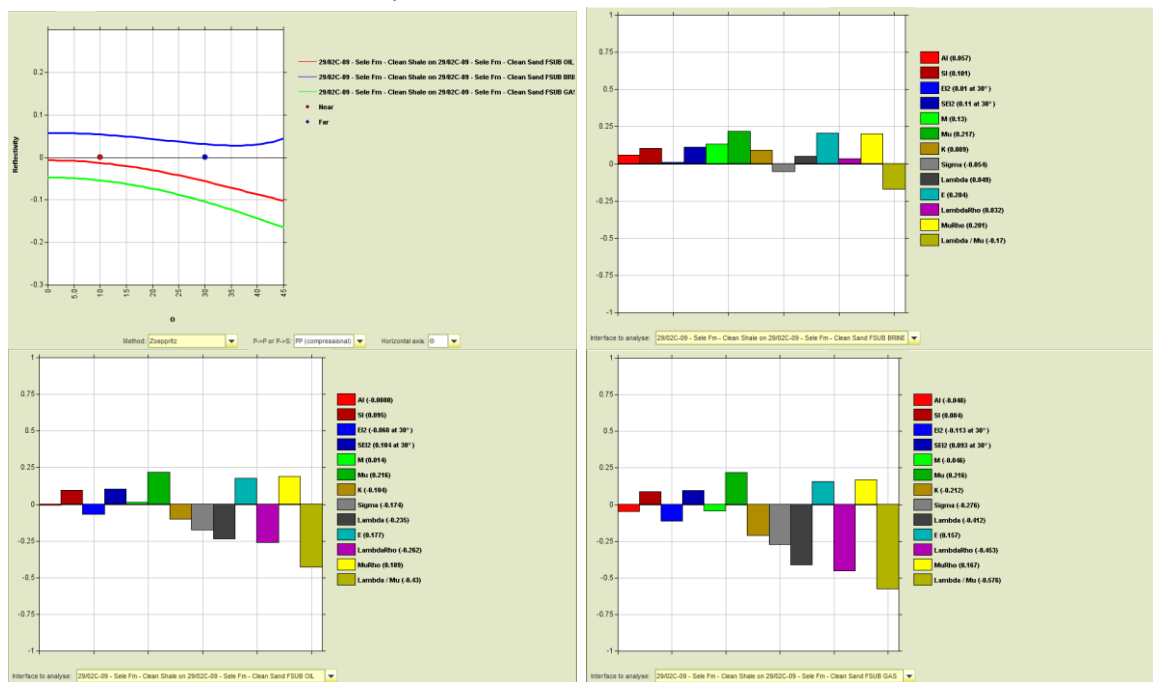 0.2
0.1
0
-0.1
-0.2
-0.3
Reflectivity
0
5.0
10
15
20
25
30
35
40
45
Θ
29/02C-09 - Sele Fm - Clean Shale on 29/02C-09 - Sele Fm - Clean Sand FSUB OIL
29/02C-09 - Sele Fm - Clean Shale on 29/02C-09 - Sele Fm - Clean Sand FSUB BRI
29/02C-09 - Sele Fm - Clean Shale on 29/02C-09 - Sele Fm - Clean Sand FSUB GAS
Near
Far
Method: Zoeppritz P->P or P->S: PP (compressional) Horizontal axis: Θ
1
0.75
0.5
0.25
0
-0.25
-0.5
-0.75
-1
AI (0.057)
SI (0.101)
EI2 (0.01 at 30°)
SEI2 (0.11 at 30°)
M (0.13)
Mu (0.217)
K (0.089)
Sigma (-0.054)
Lambda (0.049)
E (0.204)
LambdaRho (0.032)
MuRho (0.201)
Lambda / Mu (-0.17)
Interface to analyse: 29/02C-09 - Sele Fm - Clean Shale on 29/02C-09 - Sele Fm - Clean Sand FSUB BRINE
1
0.75
0.5
0.25
0
-0.25
-0.5
-0.75
-1
AI (-0.0080)
SI (0.095)
EI2 (-0.068 at 30°)
SEI2 (0.104 at 30°)
M (0.014)
Mu (0.216)
K (-0.104)
Sigma (-0.174)
Lambda (-0.235)
E (0.177)
LambdaRho (-0.262)
MuRho (0.189)
Lambda / Mu (-0.43)
Interface to analyse: 29/02C-09 - Sele Fm - Clean Shale on 29/02C-09 - Sele Fm - Clean Sand FSUB OIL
1
0.75
0.5
0.25
0
-0.25
-0.5
-0.75
-1
AI (-0.048)
SI (0.084)
EI2 (-0.113 at 30°)
SEI2 (0.093 at 30°)
M (-0.046)
Mu (0.216)
K (-0.212)
Sigma (-0.276)
Lambda (-0.412)
E (0.157)
LambdaRho (-0.453)
MuRho (0.167)
Lambda / Mu (-0.576)
Interface to analyse: 29/02C-09 - Sele Fm - Clean Shale on 29/02C-09 - Sele Fm - Clean Sand FSUB GAS